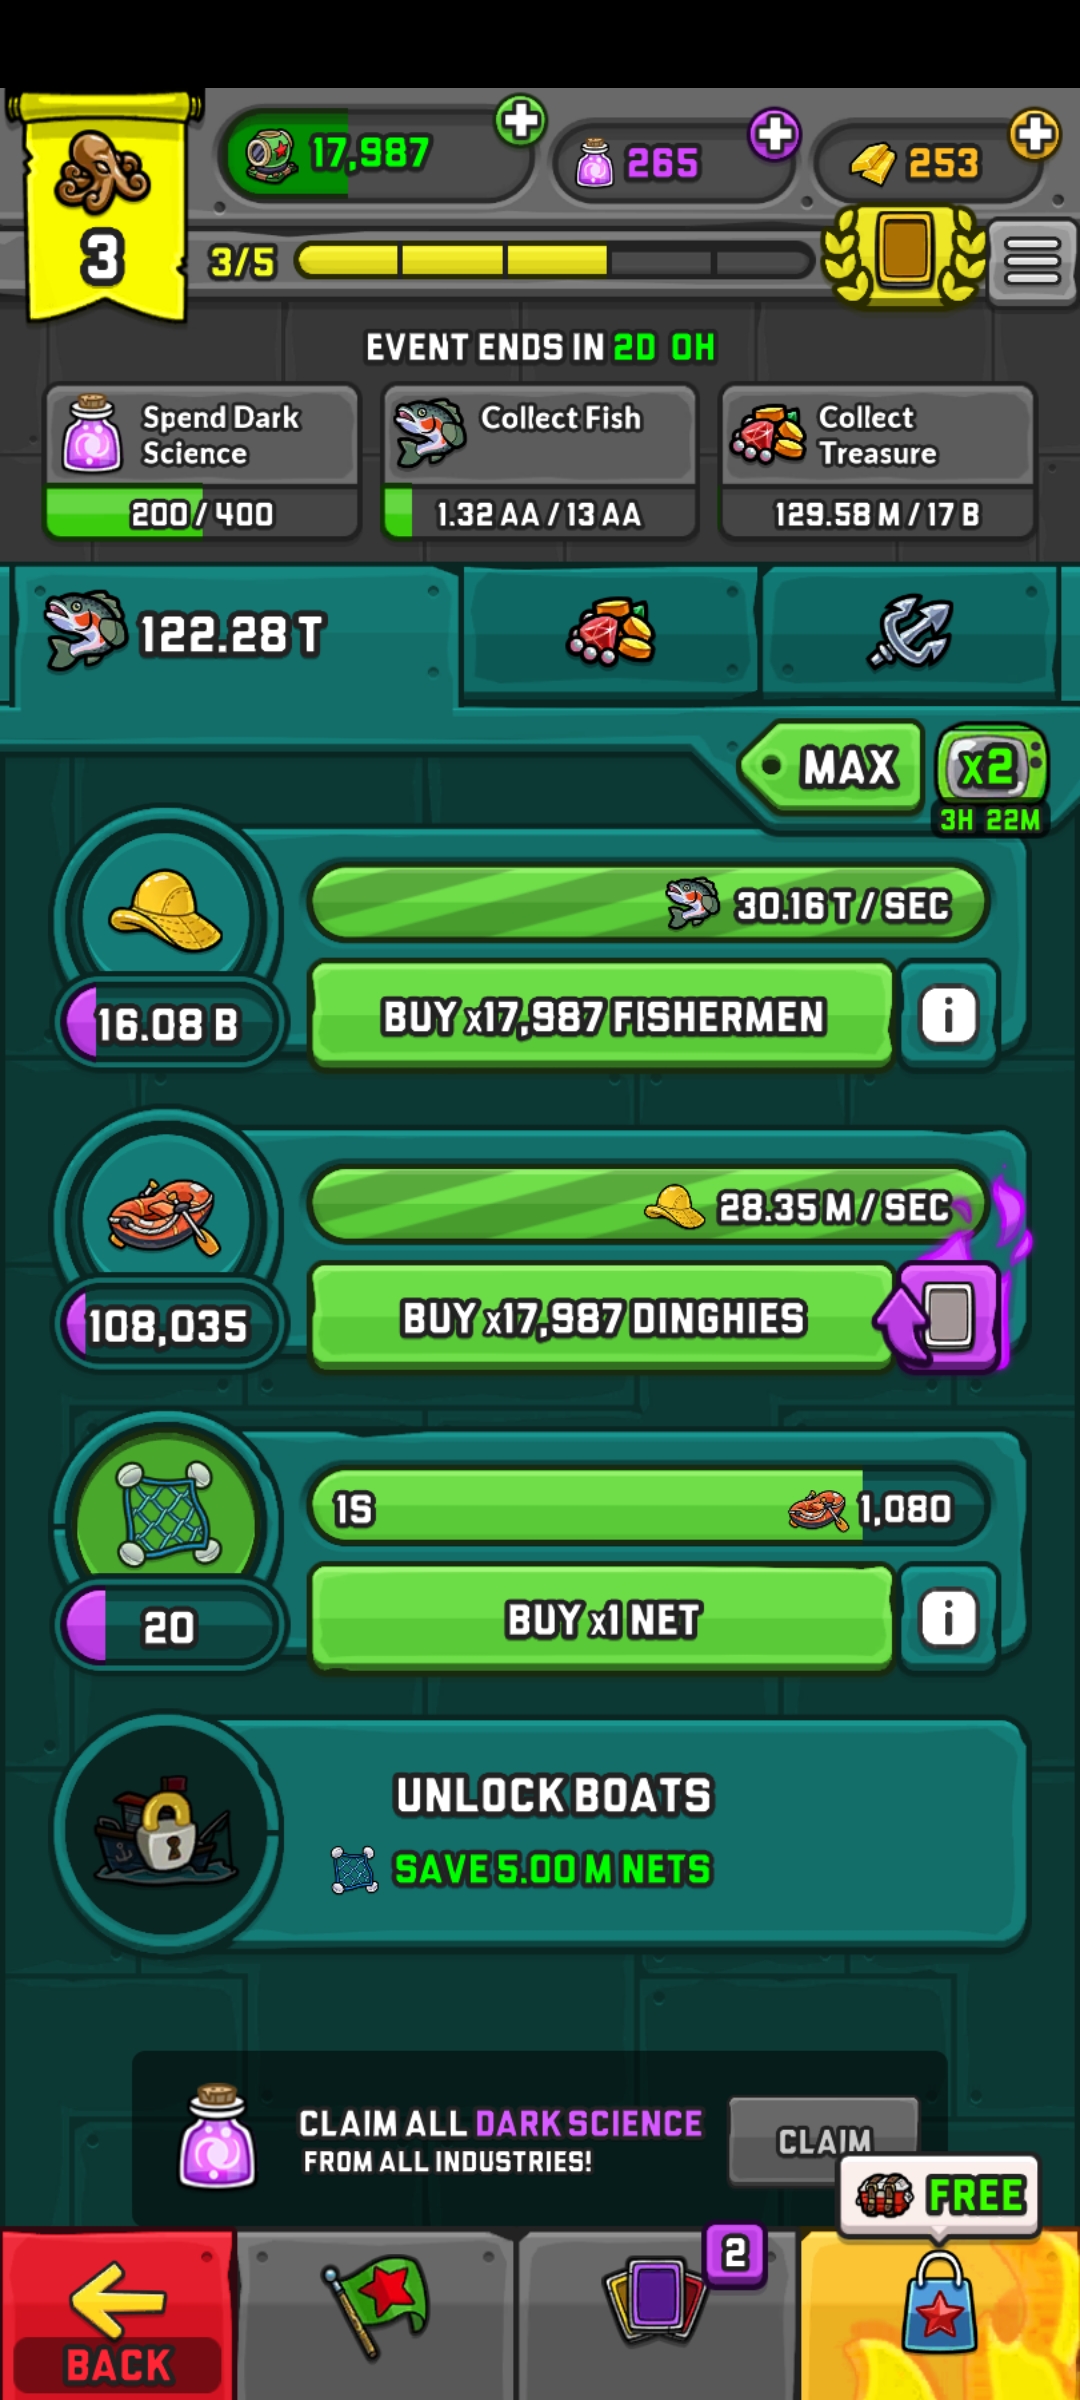 17,987
265
253
3
3/5
EVENT ENDS IN 2D 0H
Spend Dark
Science
200 / 400
Collect Fish
1.32 AA / 13 AA
Collect
Treasure
129.58 M / 17 B
122.28 T
MAX
x2
3H 22M
30.16 T / SEC
16.08 B
BUY x17,987 FISHERMEN
i
28.35 M / SEC
108,035
BUY x17,987 DINGHIES
1S
1,080
20
BUY x1 NET
i
UNLOCK BOATS
SAVE 5.00 M NETS
CLAIM ALL DARK SCIENCE
FROM ALL INDUSTRIES!
CLAIM
FREE
2
BACK